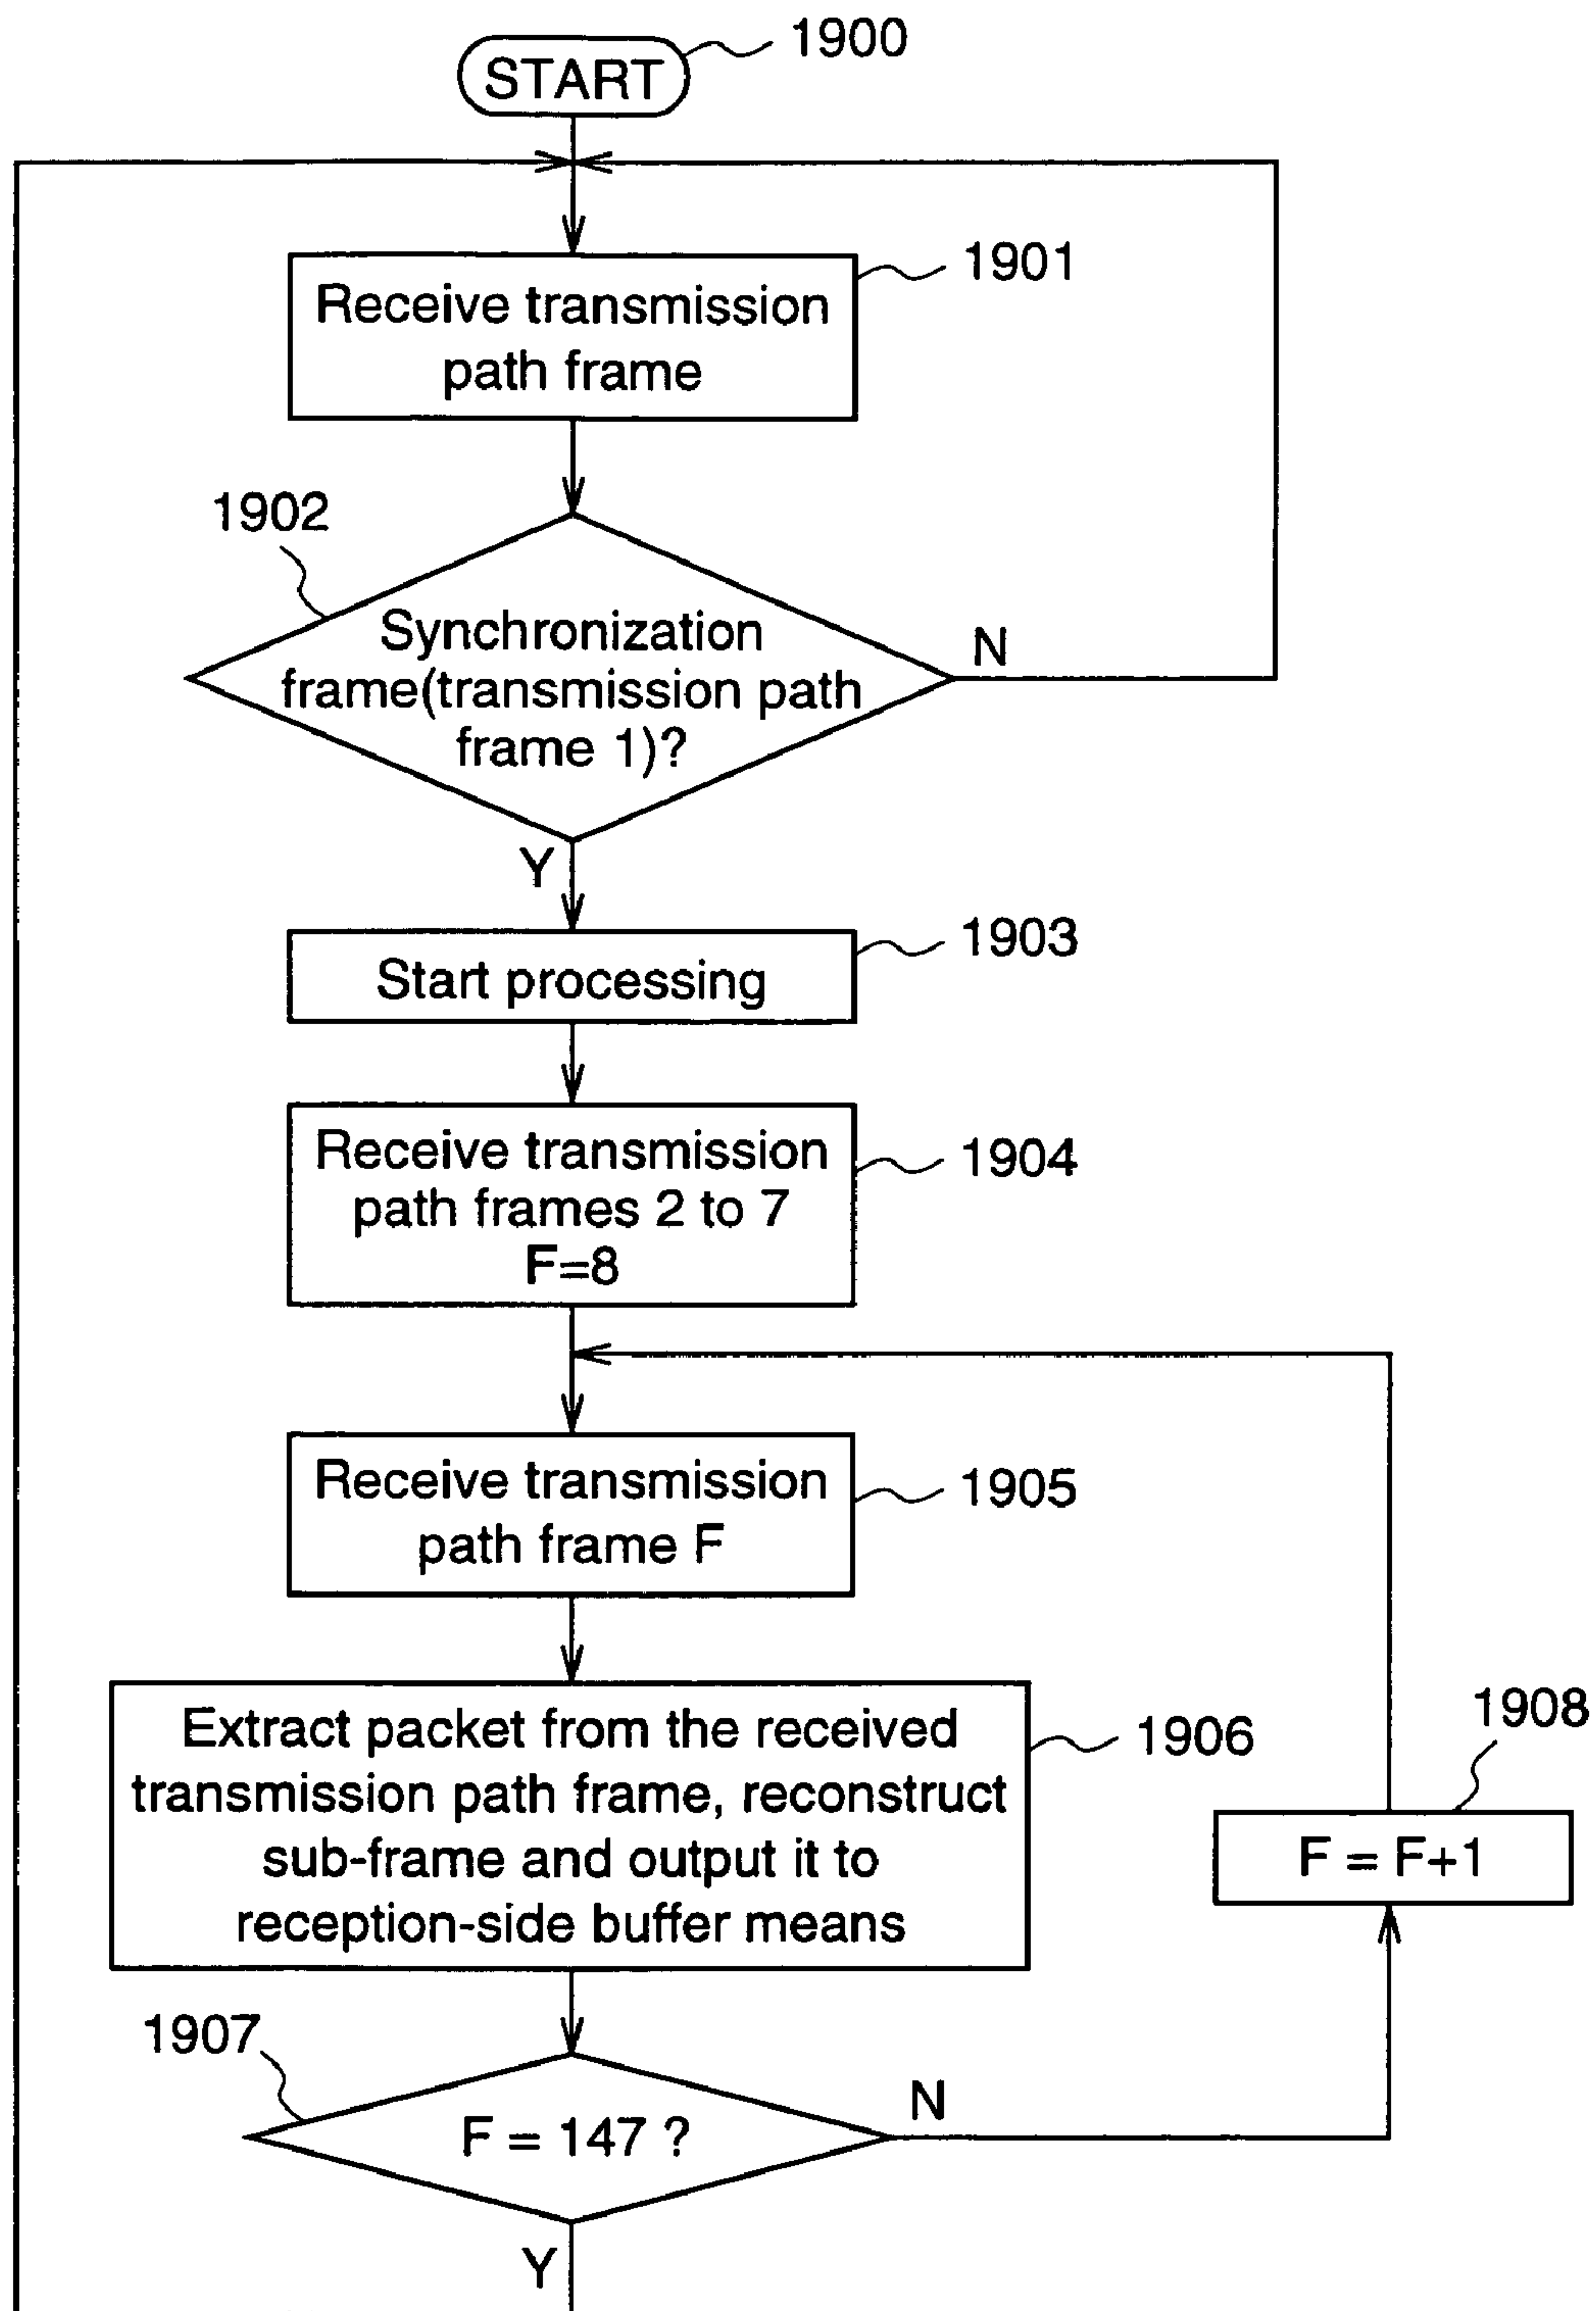 1900
START
1901
Receive transmission
path frame
1902
Synchronization
frame(transmission path
frame 1)?
N
Y
1903
Start processing
1904
Receive transmission
path frames 2 to 7
F=8
1905
Receive transmission
path frame F
1906
Extract packet from the received
transmission path frame, reconstruct
sub-frame and output it to
reception-side buffer means
1908
F = F+1
1907
F = 147 ?
N
Y